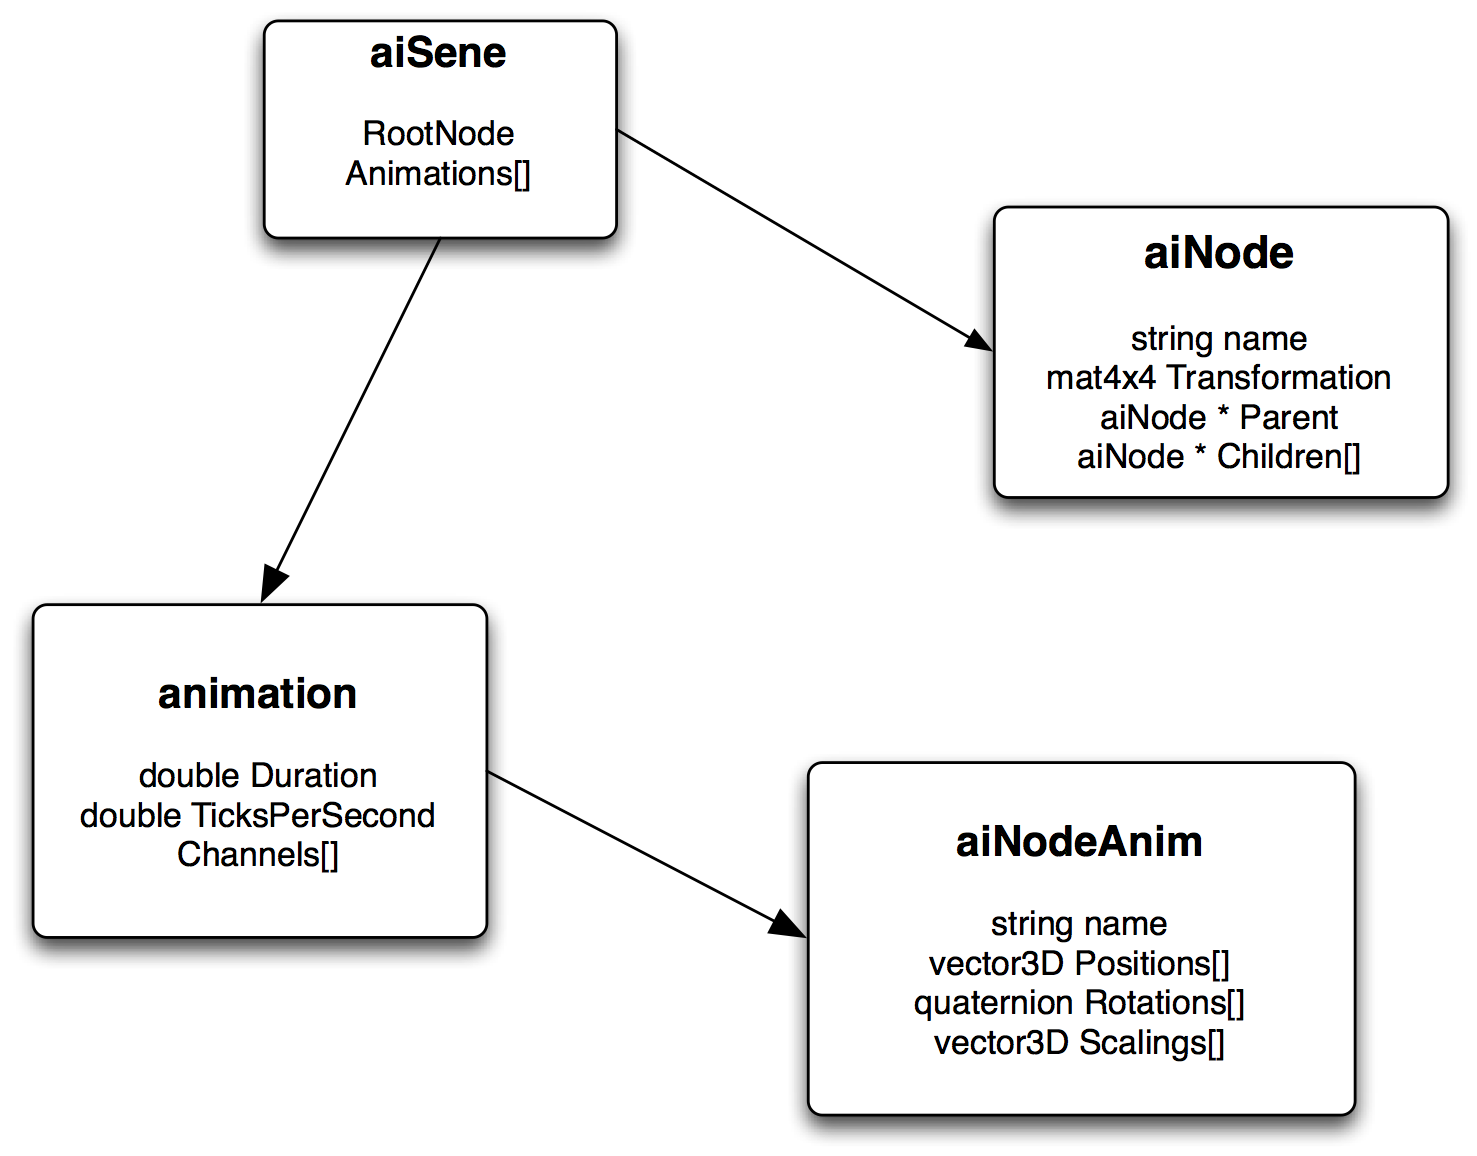 aiSene
RootNode
Animations[]
aiNode
string name
mat4x4 Transformation
aiNode * Parent
aiNode * Children[]
animation
double Duration
double TicksPerSecond
Channels[]
aiNodeAnim
string name
vector3D Positions[]
quaternion Rotations[]
vector3D Scalings[]